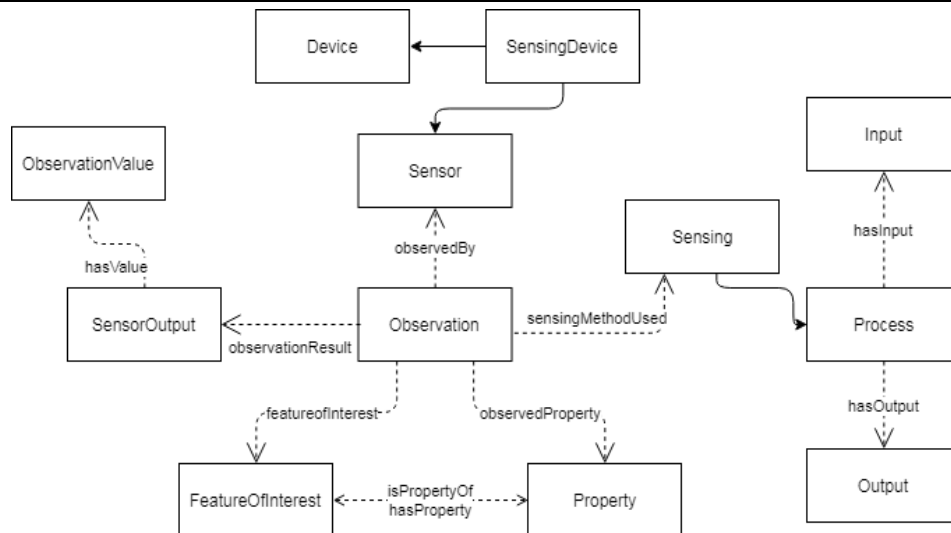 Device
SensingDevice
ObservationValue
Sensor
Input
observedBy
Sensing
hasInput
hasValue
SensorOutput
Observation
sensingMethodUsed
Process
observationResult
featureofInterest
observedProperty
hasOutput
FeatureOfInterest
isPropertyOf
hasProperty
Property
Output